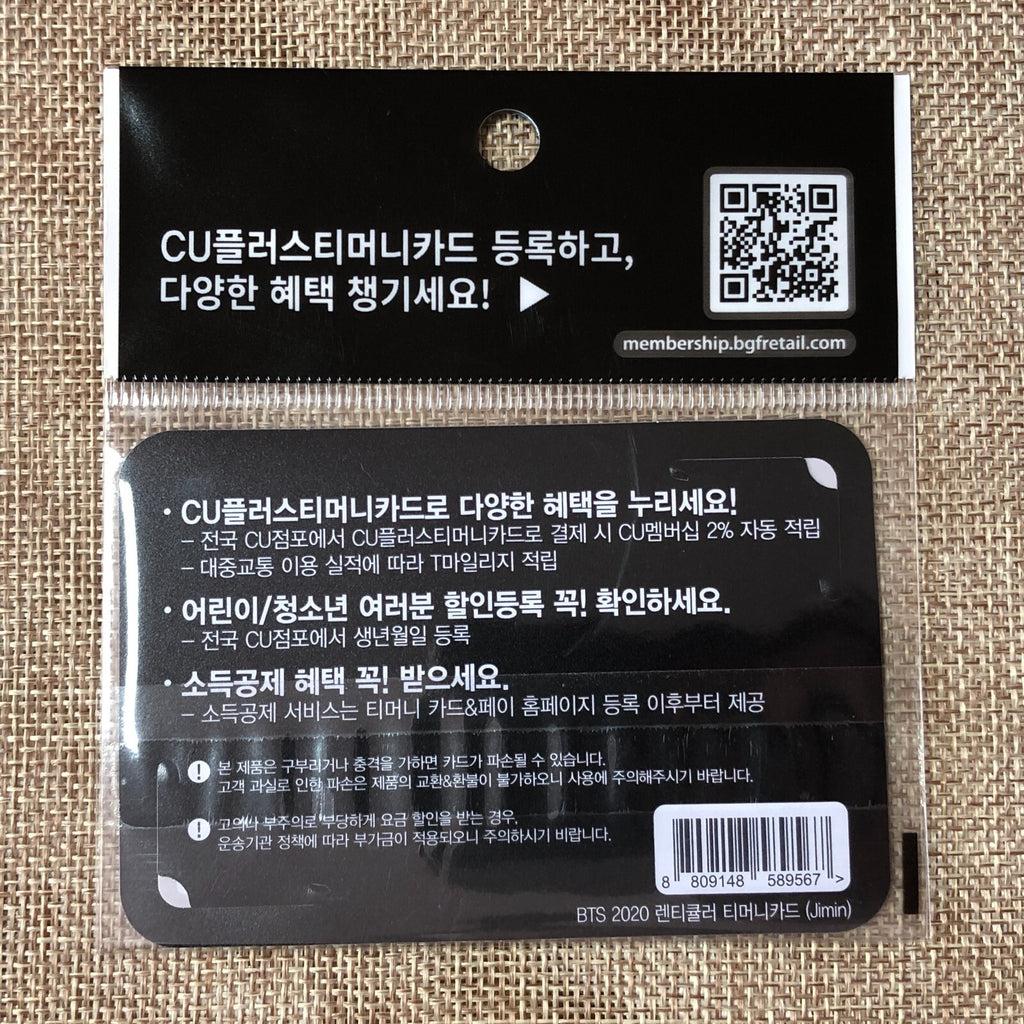 CU플러스티머니카드 등록하고,
다양한 혜택 챙기세요! ▶
membership.bgfretail.com
• CU플러스티머니카드로 다양한 혜택을 누리세요!
– 전국 CU점포에서 CU플러스티머니카드로 결제 시 CU멤버십 2% 자동 적립
– 대중교통 이용 실적에 따라 T마일리지 적립
• 어린이/청소년 여러분 할인등록 꼭! 확인하세요.
– 전국 CU점포에서 생년월일 등록
• 소득공제 혜택 꼭! 받으세요.
– 소득공제 서비스는 티머니 카드&페이 홈페이지 등록 이후부터 제공
! 본 제품은 구부리거나 충격을 가하면 카드가 파손될 수 있습니다.
고객 과실로 인한 파손은 제품의 교환&환불이 불가하오니 사용에 주의해주시기 바랍니다.
! 고의나 부주의로 부당하게 요금 할인을 받는 경우,
운송기관 정책에 따라 부가금이 적용되오니 주의하시기 바랍니다.
8 809148 589567 >
BTS 2020 렌티큘러 티머니카드 (Jimin)